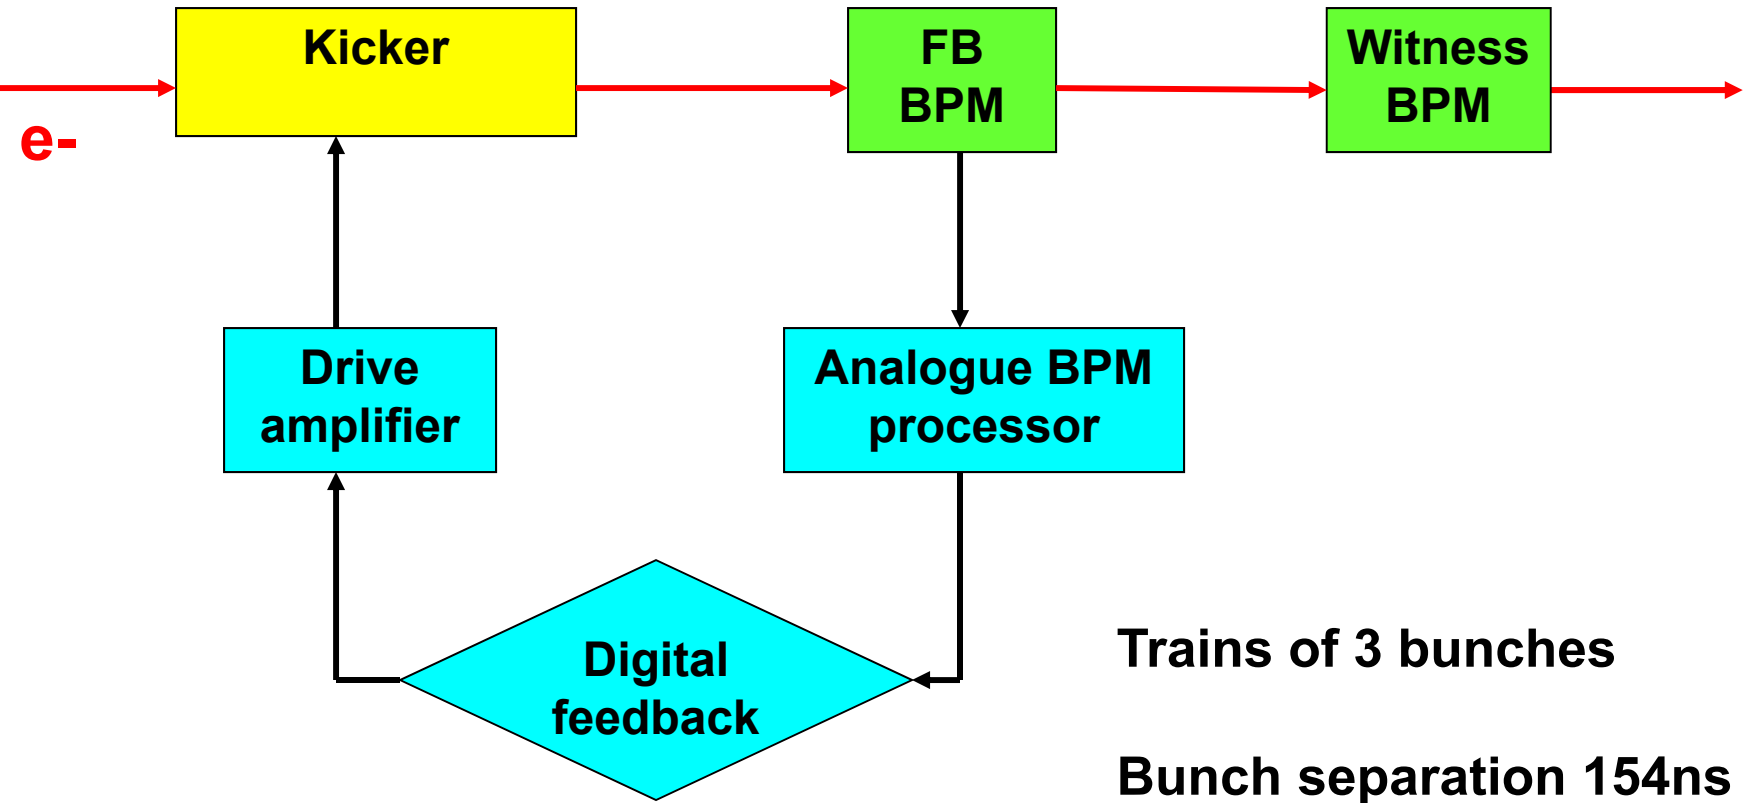 Kicker
FB
BPM
Witness
BPM
e-
Drive
amplifier
Analogue BPM
processor
Digital
feedback
Trains of 3 bunches
Bunch separation 154ns